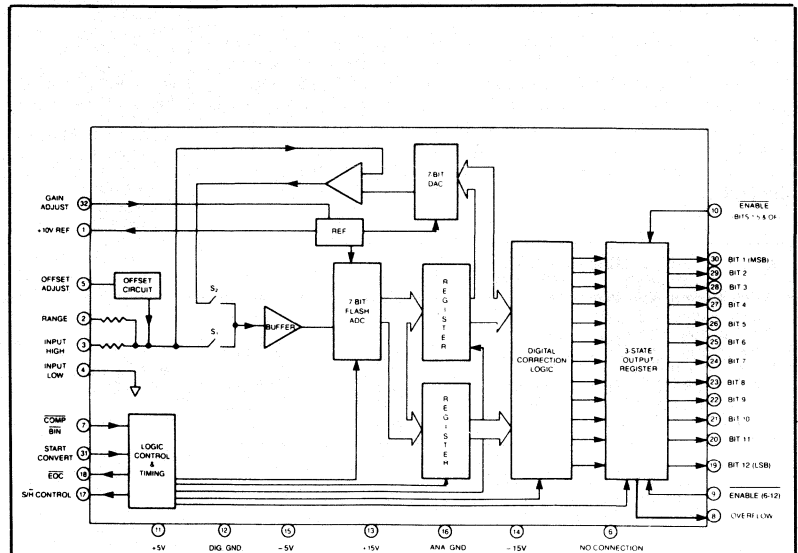 7-BIT
DAC
GAIN
ADJUST
32
+10V REF
1
REF
10
ENABLE
BITS 1-5 & OF
OFFSET
ADJUST
5
OFFSET
CIRCUIT
RANGE
2
INPUT
HIGH
3
INPUT
LOW
4
S₂
S₁
BUFFER
7-BIT
FLASH
ADC
REGISTER
REGISTER
DIGITAL
CORRECTION
LOGIC
3-STATE
OUTPUT
REGISTER
30 BIT 1 (MSB)
29 BIT 2
28 BIT 3
27 BIT 4
26 BIT 5
25 BIT 6
24 BIT 7
23 BIT 8
22 BIT 9
21 BIT 10
20 BIT 11
19 BIT 12 (LSB)
9 ENABLE (6-12)
8 OVERFLOW
COMP
BIN
7
START
CONVERT
31
EOC
18
S/H CONTROL
17
LOGIC
CONTROL
&
TIMING
11 12 15 13 16 14 6
+5V DIG. GND -5V +15V ANA GND -15V NO CONNECTION